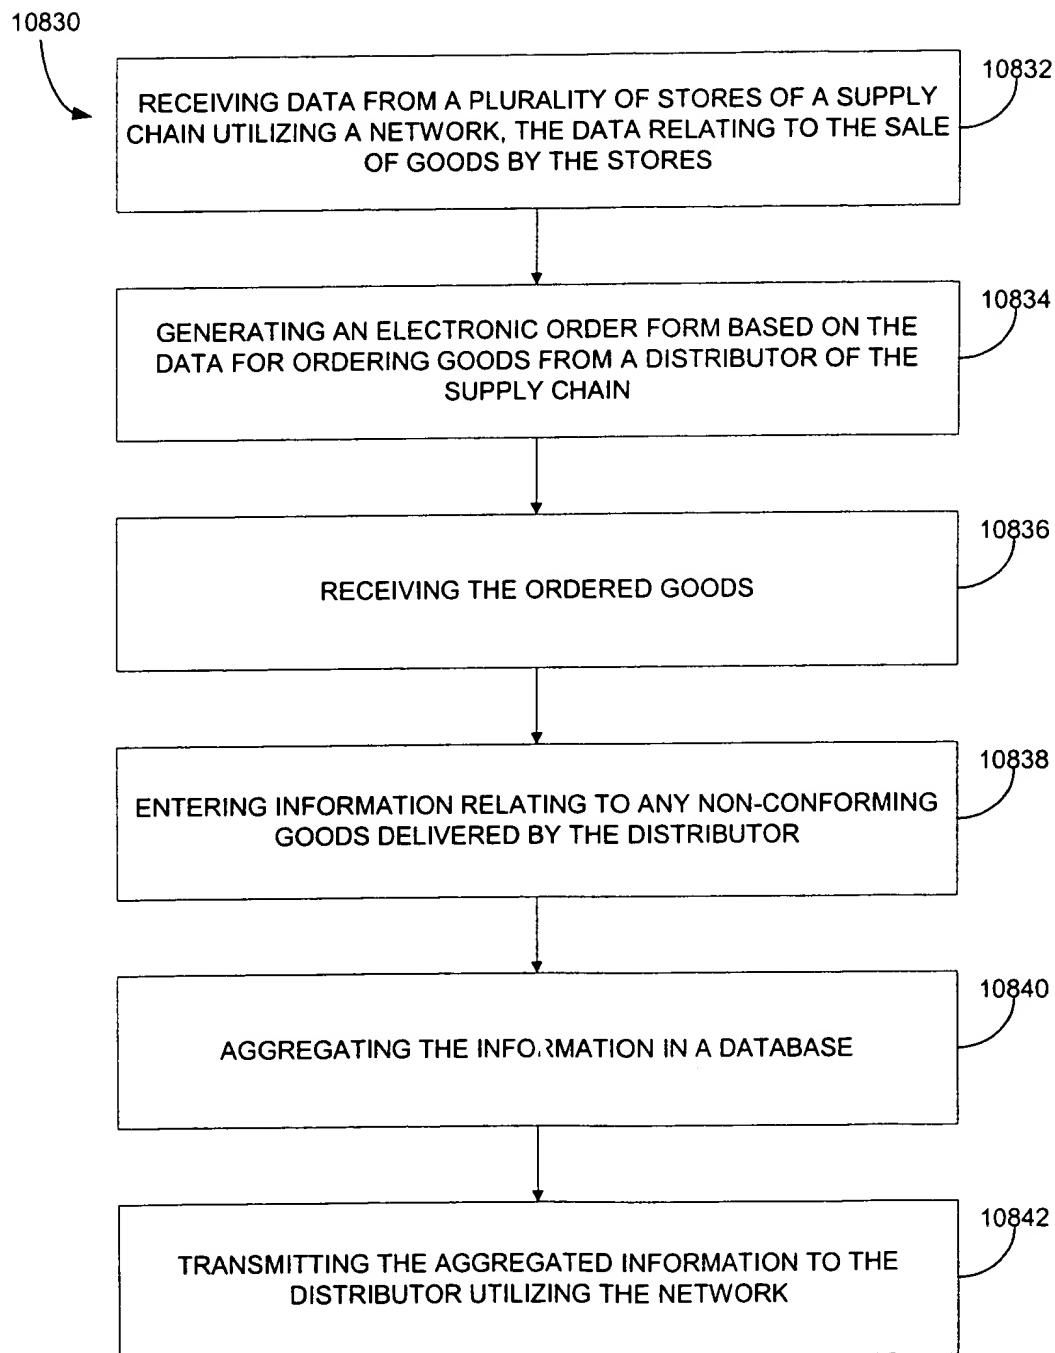 10830
10832
RECEIVING DATA FROM A PLURALITY OF STORES OF A SUPPLY
CHAIN UTILIZING A NETWORK, THE DATA RELATING TO THE SALE
OF GOODS BY THE STORES
10834
GENERATING AN ELECTRONIC ORDER FORM BASED ON THE
DATA FOR ORDERING GOODS FROM A DISTRIBUTOR OF THE
SUPPLY CHAIN
10836
RECEIVING THE ORDERED GOODS
10838
ENTERING INFORMATION RELATING TO ANY NON-CONFORMING
GOODS DELIVERED BY THE DISTRIBUTOR
10840
AGGREGATING THE INFORMATION IN A DATABASE
10842
TRANSMITTING THE AGGREGATED INFORMATION TO THE
DISTRIBUTOR UTILIZING THE NETWORK